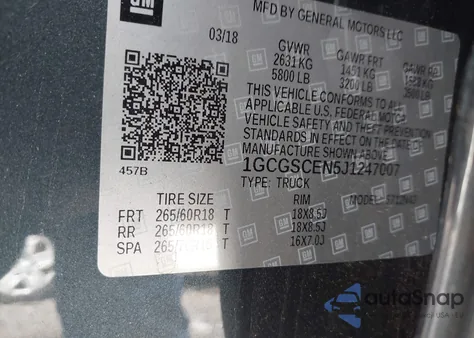 GM
MFD BY GENERAL MOTORS LLC
03/18
GVWR GAWR FRT GAWR RR
2631 KG 1451 KG
5800 LB 3200 LB
THIS VEHICLE CONFORMS TO ALL
APPLICABLE U.S. FEDERAL MOTOR
VEHICLE SAFETY AND THEFT PREVENTION
STANDARDS IN EFFECT ON THE DATE OF
MANUFACTURE SHOWN ABOVE.
1GCGSCEN5J1247007
TYPE: TRUCK MODEL:
457B
TIRE SIZE RIM
FRT 265/60R18 T 18X8.5J
RR 265/60R18 T 18X8.5J
SPA T 16X7.0J
autoSnap